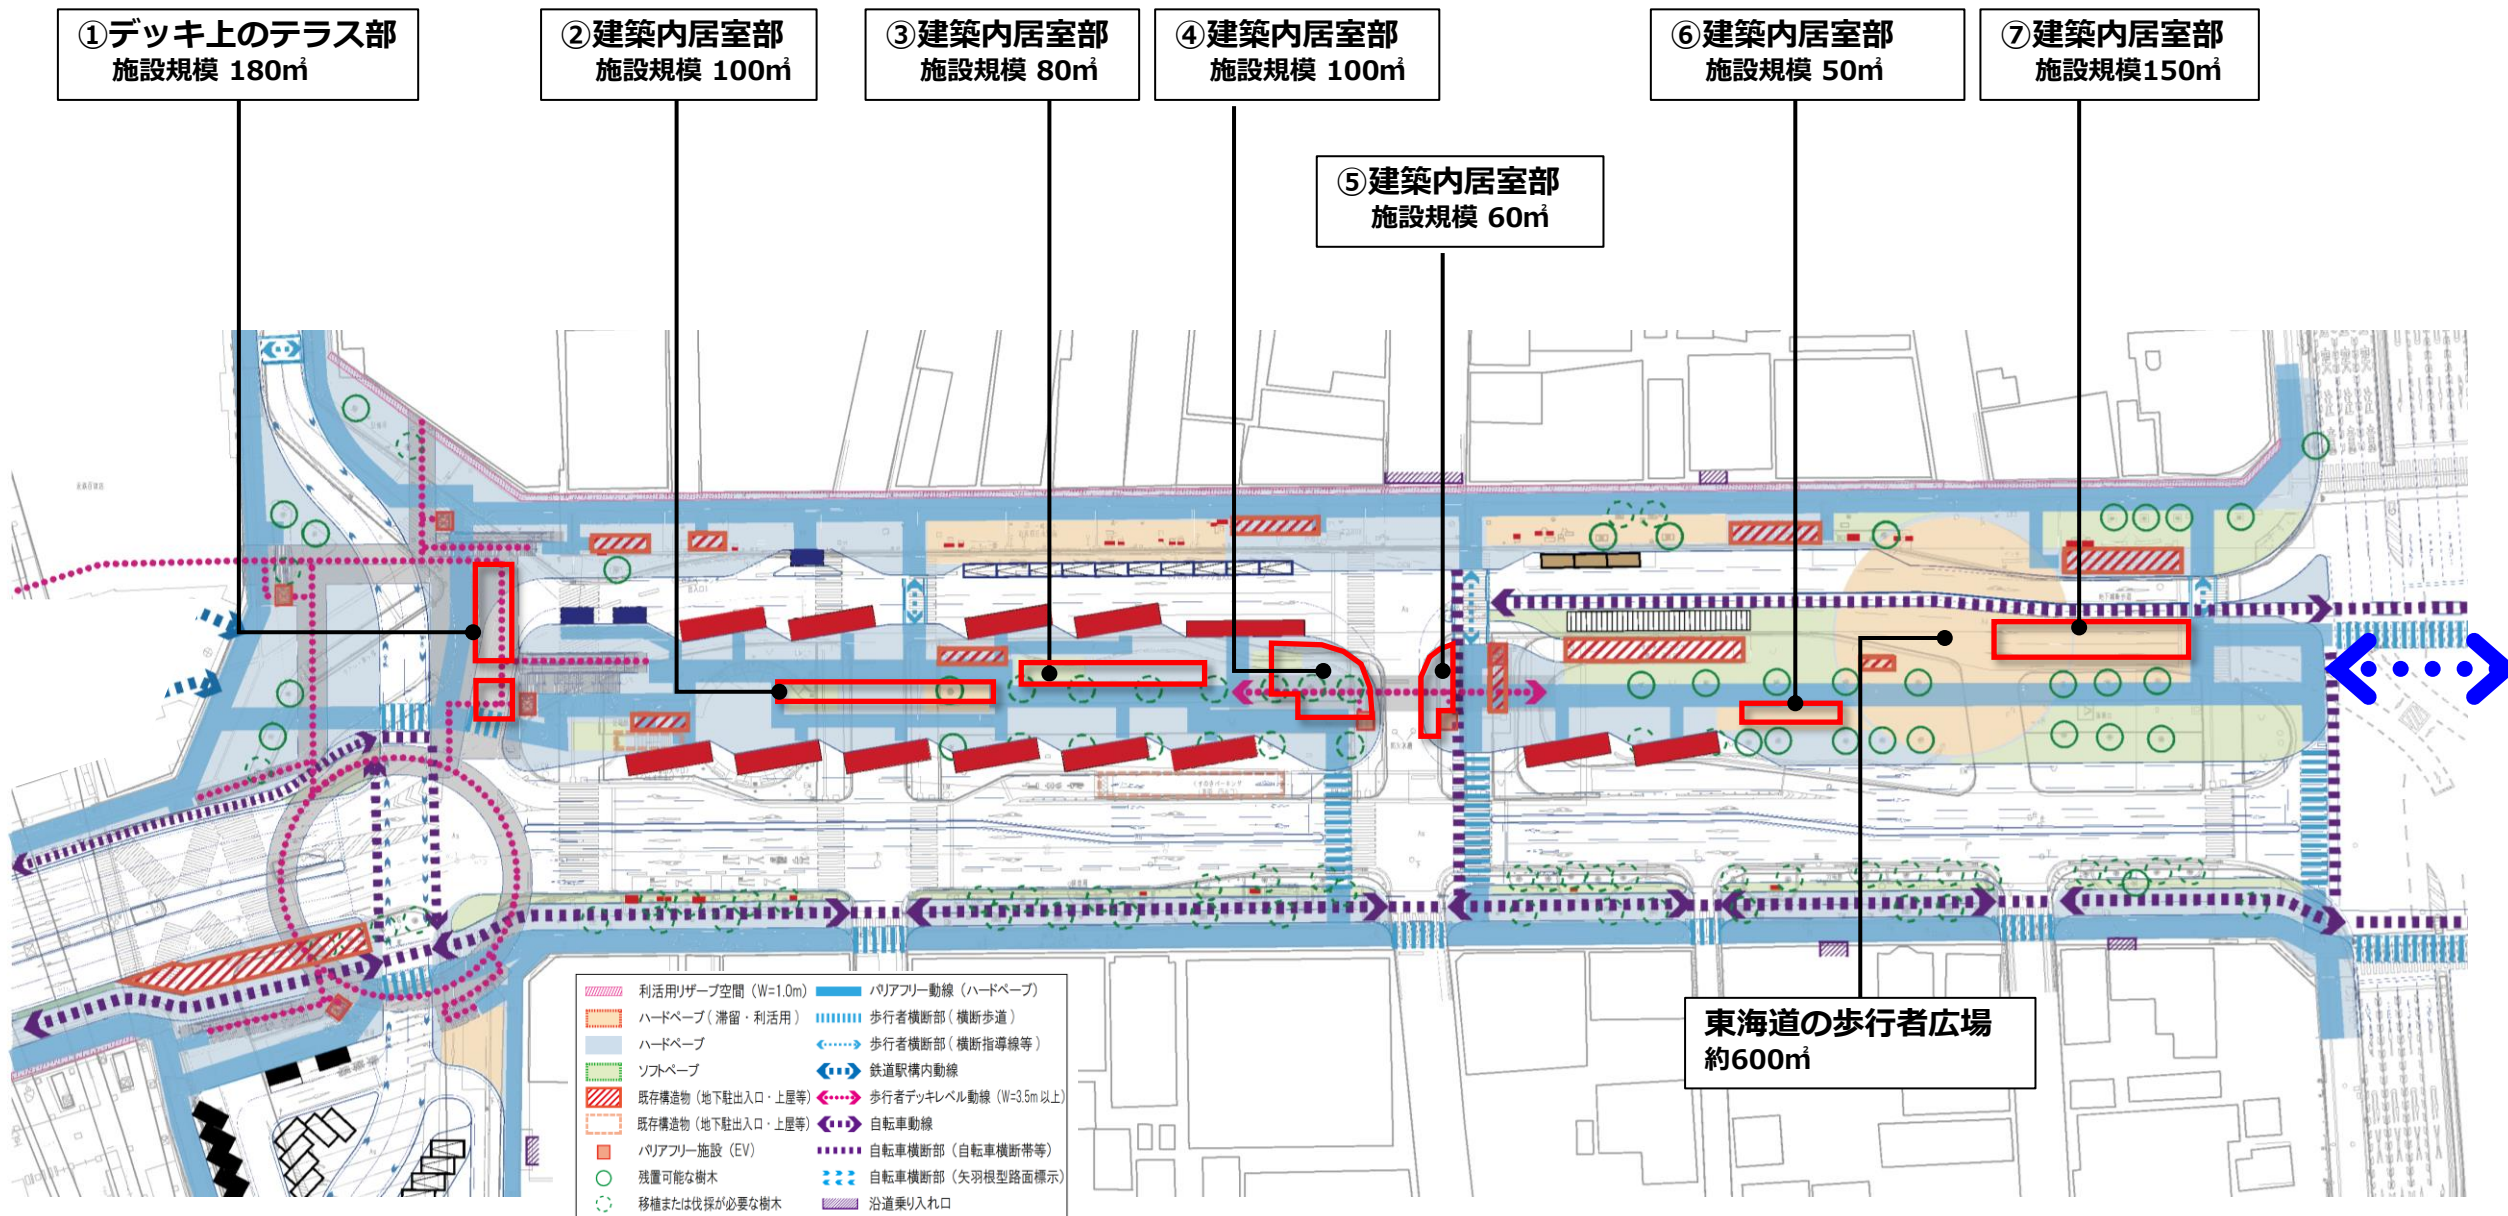 ①デッキ上のテラス部
施設規模 180㎡
②建築内居室部
施設規模 100㎡
③建築内居室部
施設規模 80㎡
④建築内居室部
施設規模 100㎡
⑤建築内居室部
施設規模 60㎡
⑥建築内居室部
施設規模 50㎡
⑦建築内居室部
施設規模150㎡
東海道の歩行者広場
約600㎡
利活用リザーブ空間（W=1.0m）
ハードペーブ（滞留・利活用）
ハードペーブ
ソフトペーブ
既存構造物（地下駐出入口・上屋等）
既存構造物（地下駐出入口・上屋等）
バリアフリー施設（EV）
残置可能な樹木
移植または伐採が必要な樹木
バリアフリー動線（ハードペーブ）
歩行者横断部（横断歩道）
歩行者横断部（横断指導線等）
鉄道駅構内動線
歩行者デッキレベル動線（W=3.5m以上）
自転車動線
自転車横断部（自転車横断帯等）
自転車横断部（矢羽根型路面標示）
沿道乗り入れ口